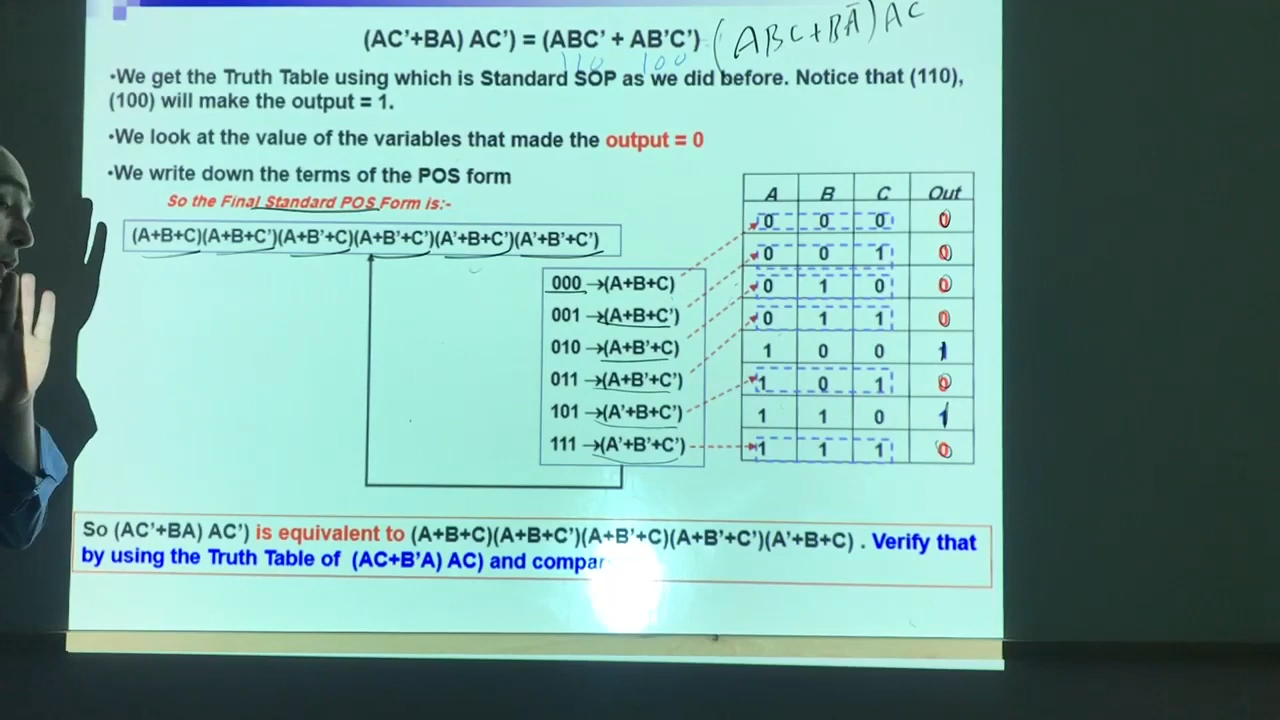 (AC'+BA) AC') = (ABC' + AB'C') (ABC+BĀ) AC
110 100
•We get the Truth Table using which is Standard SOP as we did before. Notice that (110),
(100) will make the output = 1.
•We look at the value of the variables that made the output = 0
•We write down the terms of the POS form
So the Final Standard POS Form is:-
(A+B+C)(A+B+C')(A+B'+C)(A+B'+C')(A'+B+C')(A'+B'+C')
000 →(A+B+C)
001 →(A+B+C')
010 →(A+B'+C)
011 →(A+B'+C')
101 →(A'+B+C')
111 →(A'+B'+C')
A B C Out
0 0 0 0
0 0 1 0
0 1 0 0
0 1 1 0
1 0 0 1
1 0 1 0
1 1 0 1
1 1 1 0
So (AC'+BA) AC') is equivalent to (A+B+C)(A+B+C')(A+B'+C)(A+B'+C')(A'+B+C) . Verify that
by using the Truth Table of (AC+B'A) AC) and